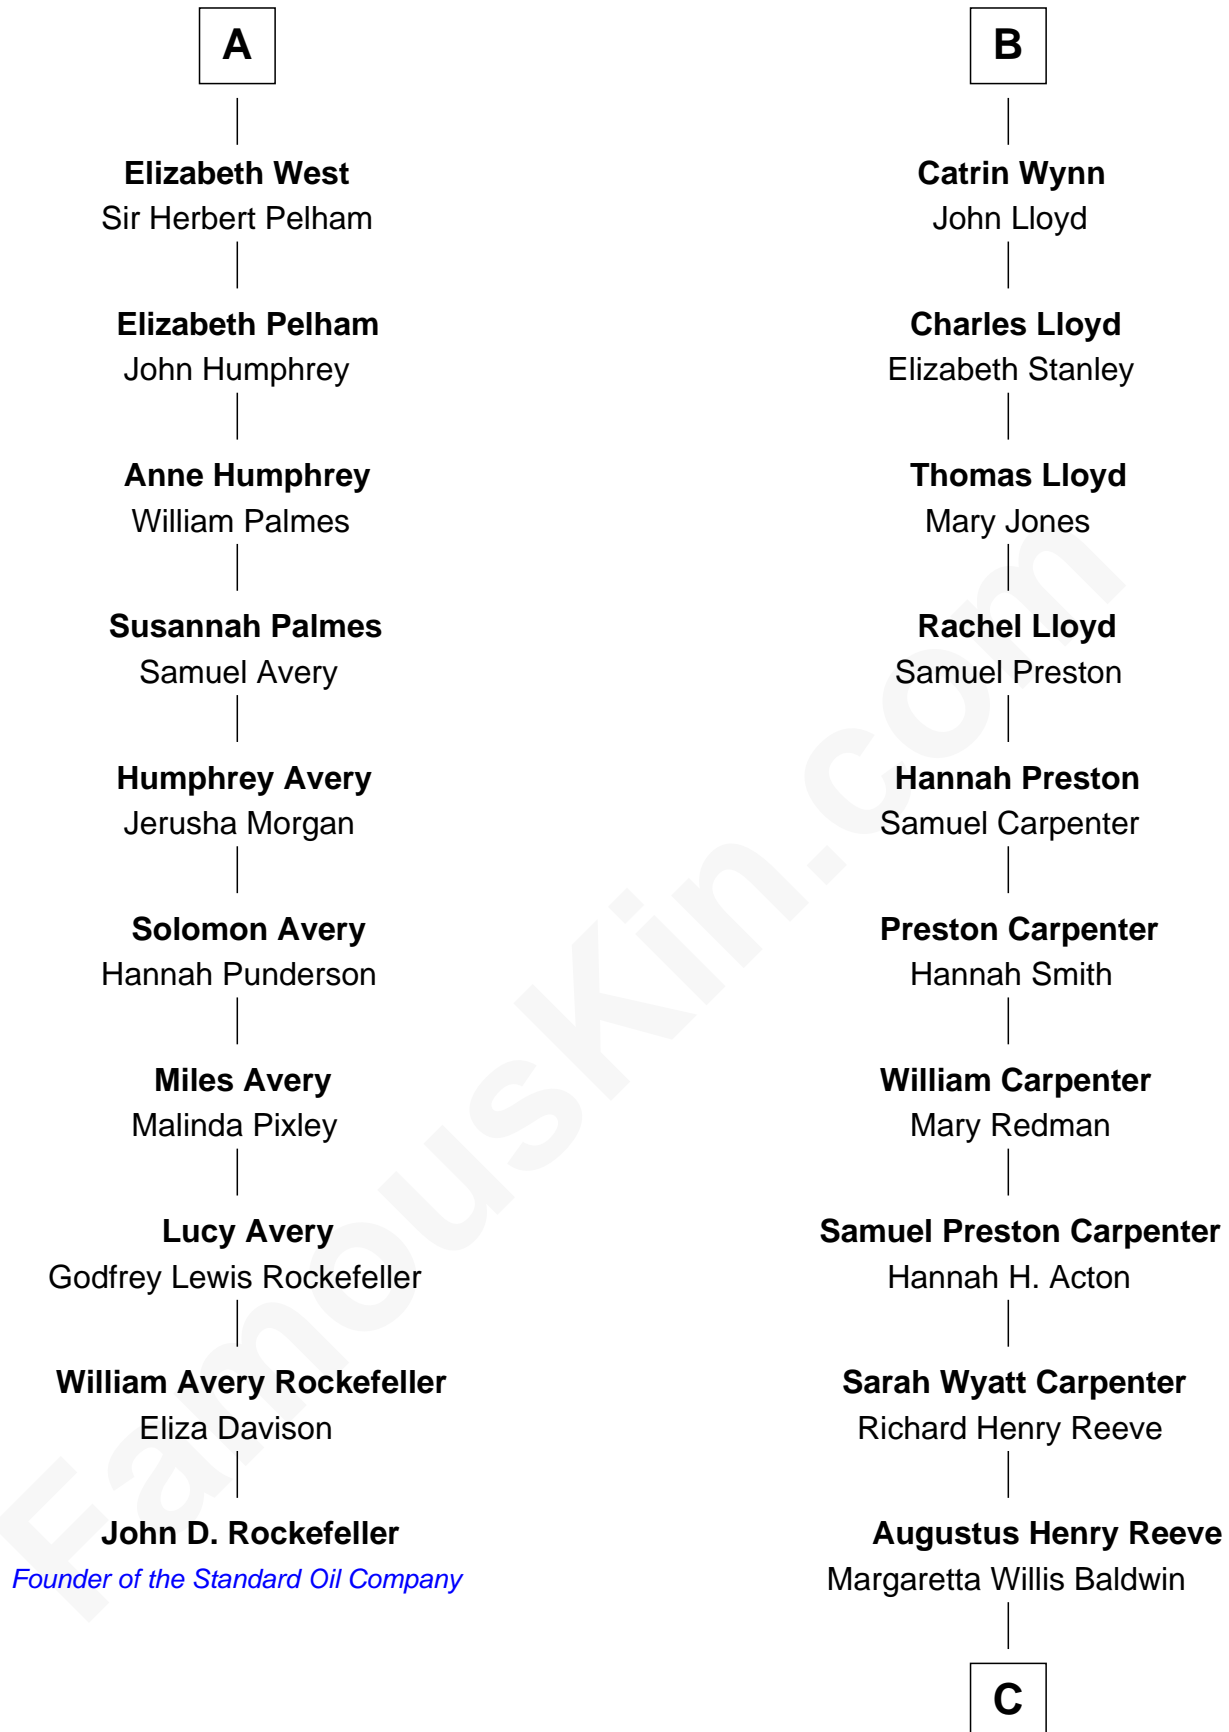 A
Elizabeth West
Sir Herbert Pelham
Elizabeth Pelham
John Humphrey
Anne Humphrey
William Palmes
Susannah Palmes
Samuel Avery
Humphrey Avery
Jerusha Morgan
Solomon Avery
Hannah Punderson
Miles Avery
Malinda Pixley
Lucy Avery
Godfrey Lewis Rockefeller
William Avery Rockefeller
Eliza Davison
John D. Rockefeller
Founder of the Standard Oil Company
B
Catrin Wynn
John Lloyd
Charles Lloyd
Elizabeth Stanley
Thomas Lloyd
Mary Jones
Rachel Lloyd
Samuel Preston
Hannah Preston
Samuel Carpenter
Preston Carpenter
Hannah Smith
William Carpenter
Mary Redman
Samuel Preston Carpenter
Hannah H. Acton
Sarah Wyatt Carpenter
Richard Henry Reeve
Augustus Henry Reeve
Margaretta Willis Baldwin
C
FamousKin.com